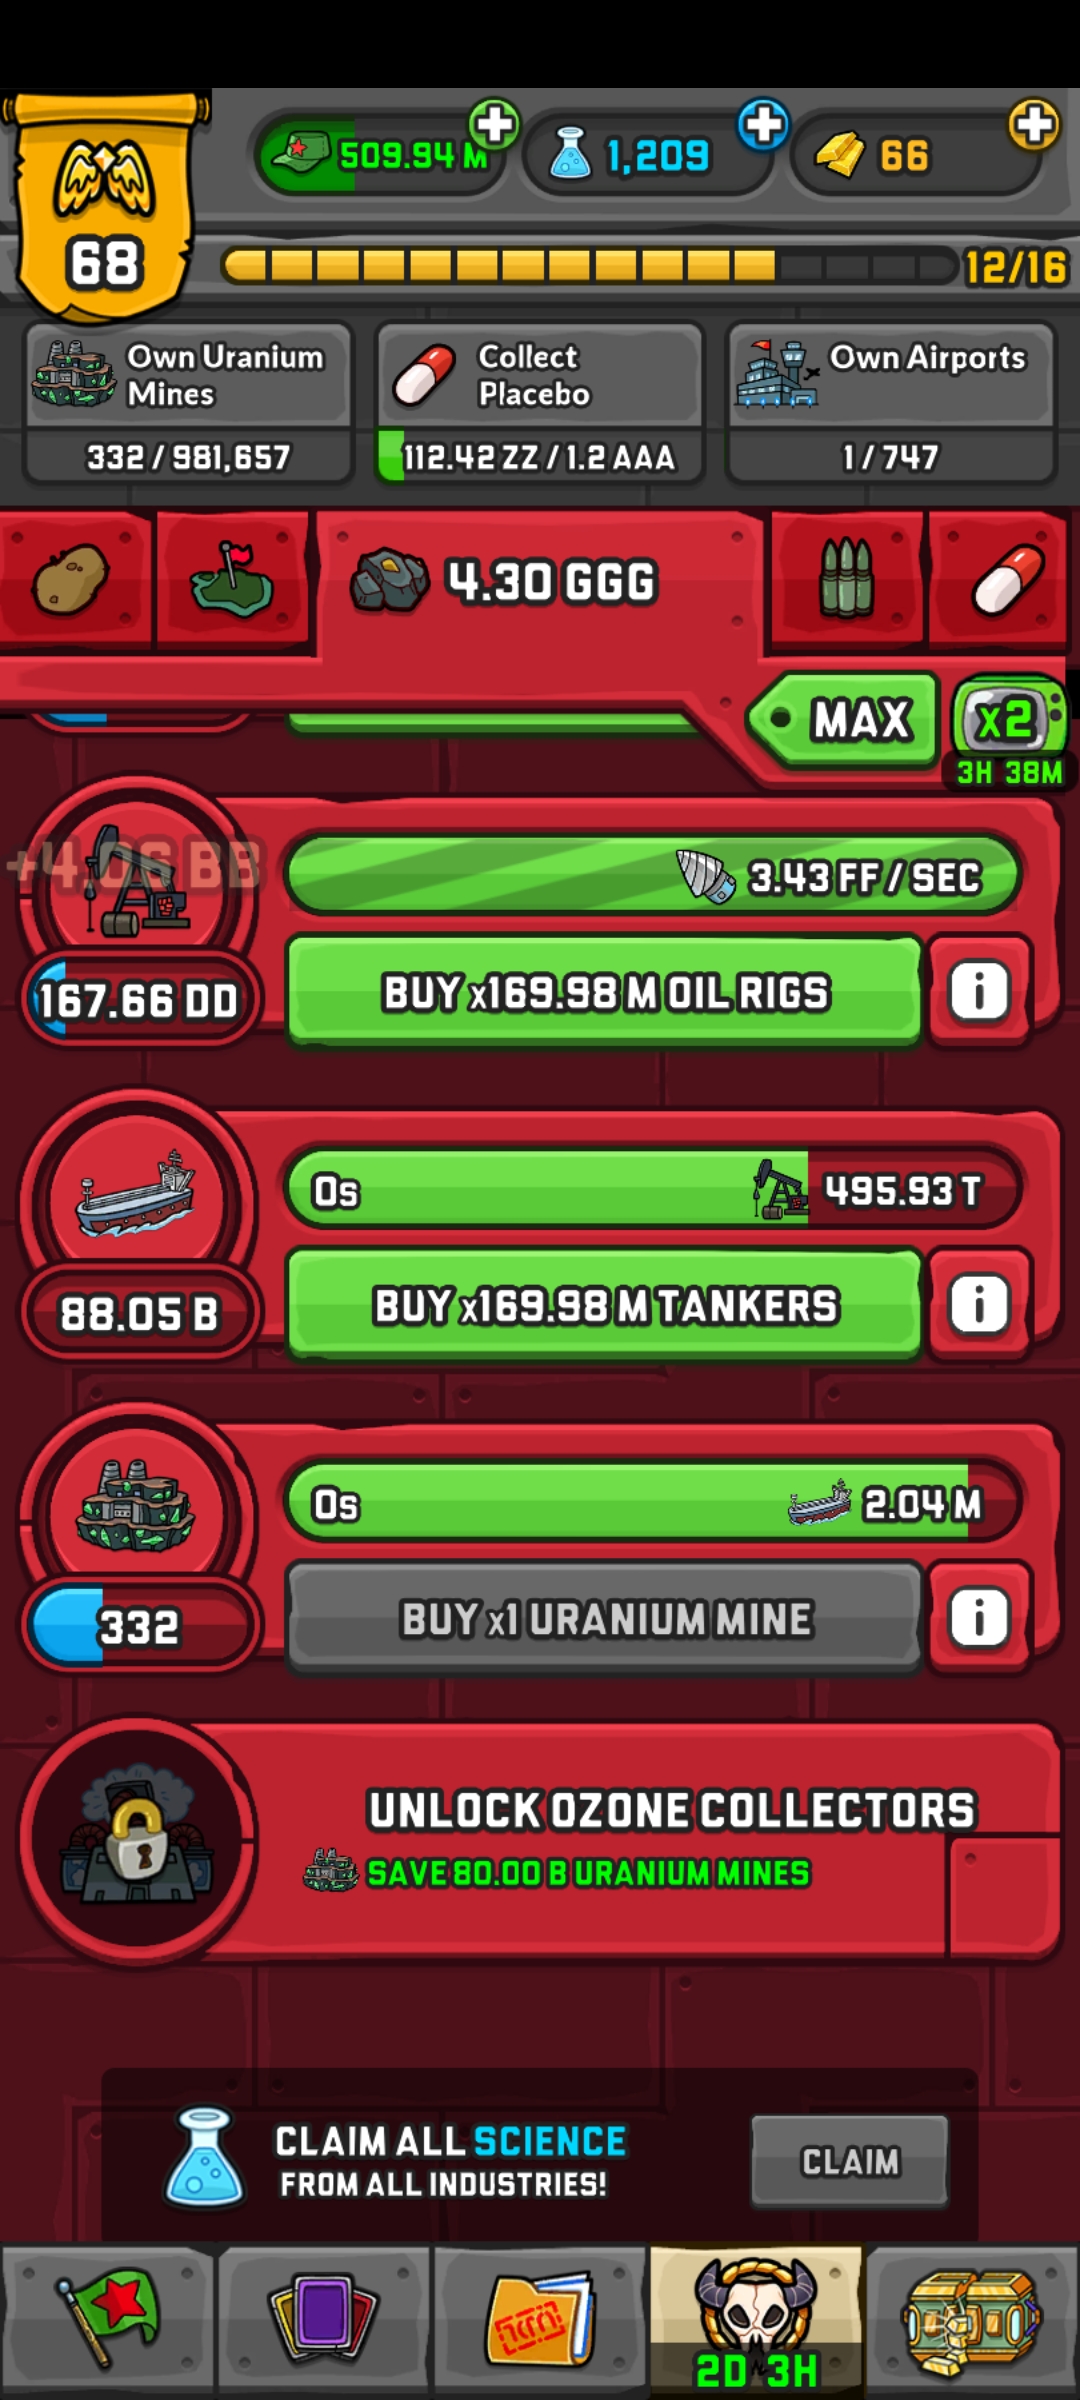 509.94 M
1,209
66
68
12/16
Own Uranium
Mines
332 / 981,657
Collect
Placebo
112.42 ZZ / 1.2 AAA
Own Airports
1 / 747
4.30 GGG
MAX
x2
3H 38M
+4.06 BB
3.43 FF / SEC
167.66 DD
BUY x169.98 M OIL RIGS
i
0s
495.93 T
88.05 B
BUY x169.98 M TANKERS
i
0s
2.04 M
332
BUY x1 URANIUM MINE
i
UNLOCK OZONE COLLECTORS
SAVE 80.00 B URANIUM MINES
CLAIM ALL SCIENCE
FROM ALL INDUSTRIES!
CLAIM
2D 3H